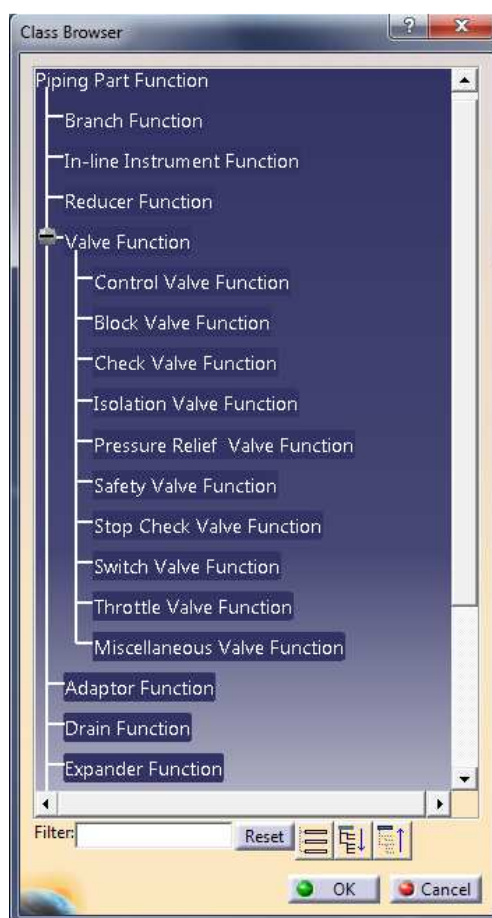 Class Browser
Piping Part Function
Branch Function
In-line Instrument Function
Reducer Function
Valve Function
Control Valve Function
Block Valve Function
Check Valve Function
Isolation Valve Function
Pressure Relief Valve Function
Safety Valve Function
Stop Check Valve Function
Switch Valve Function
Throttle Valve Function
Miscellaneous Valve Function
Adaptor Function
Drain Function
Expander Function
Filter: Reset
OK Cancel